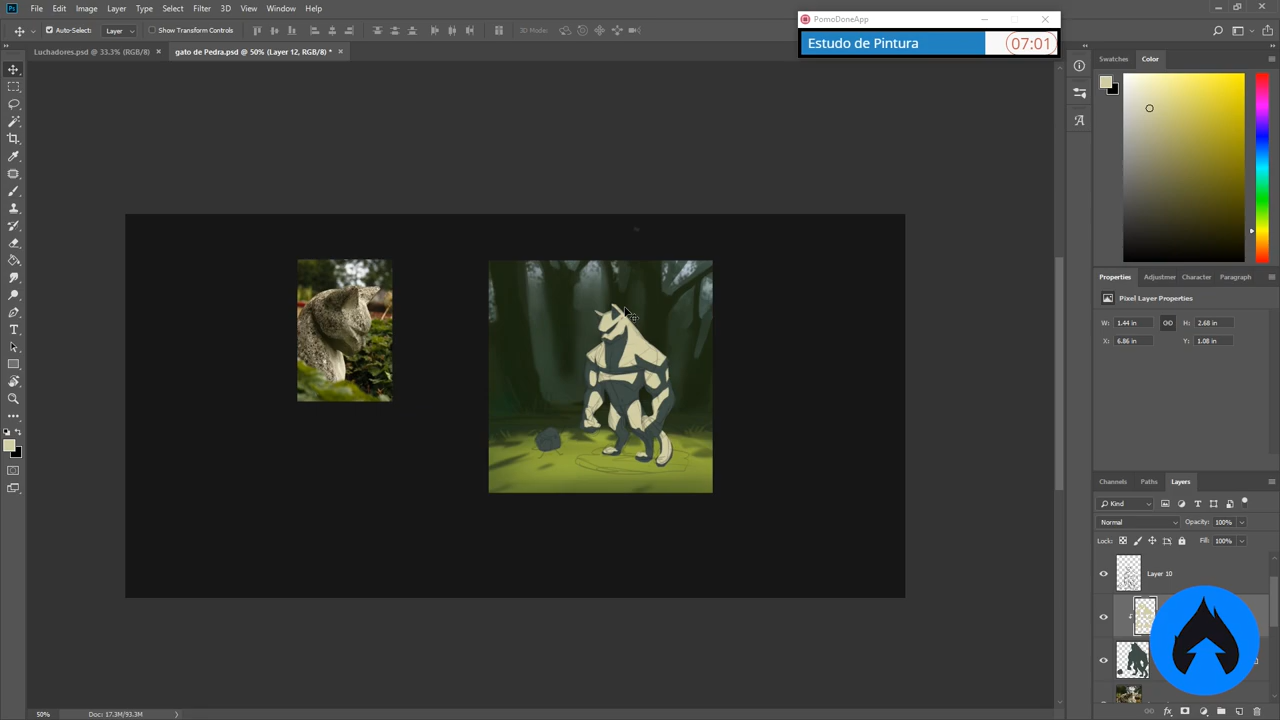 Ps File Edit Image Layer Type Select Filter 3D View Window Help
PomoDoneApp
Auto-Select: Layer Show Transform Controls 3D Mode:
Estudo de Pintura 07:01
Luchadores.psd @ 33.3% (RGB/8) × gato de Pedra.psd @ 50% (Layer 12, RGB/8) * ×
Swatches Color
Properties Adjustmer Character Paragraph
Pixel Layer Properties
W: 1.44 in H: 2.68 in
X: 6.86 in Y: 1.08 in
Channels Paths Layers
Kind
Normal Opacity: 100%
Lock: Fill: 100%
Layer 10
50% Doc: 17.3M/93.3M